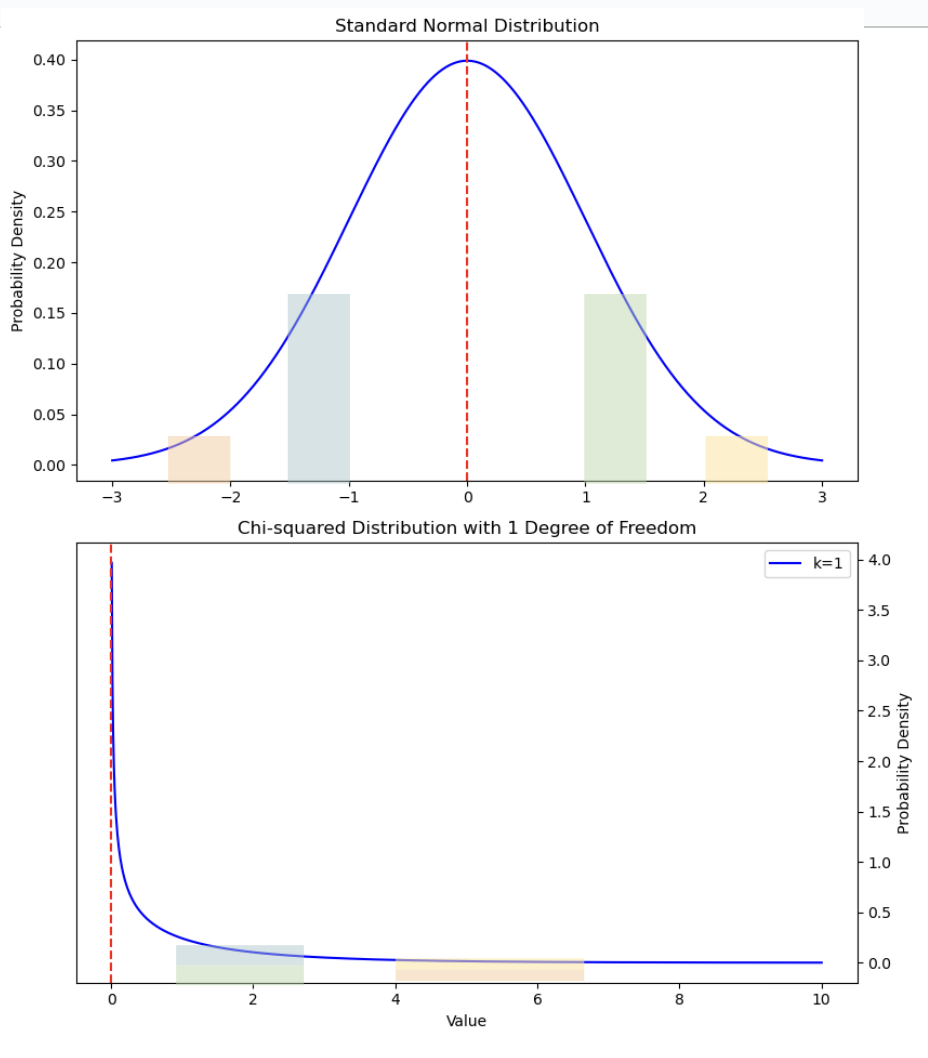 Standard Normal Distribution
Probability Density
0.40
0.35
0.30
0.25
0.20
0.15
0.10
0.05
0.00
−3 −2 −1 0 1 2 3
Chi-squared Distribution with 1 Degree of Freedom
k=1
4.0
3.5
3.0
2.5
2.0
1.5
1.0
0.5
0.0
Probability Density
0 2 4 6 8 10
Value